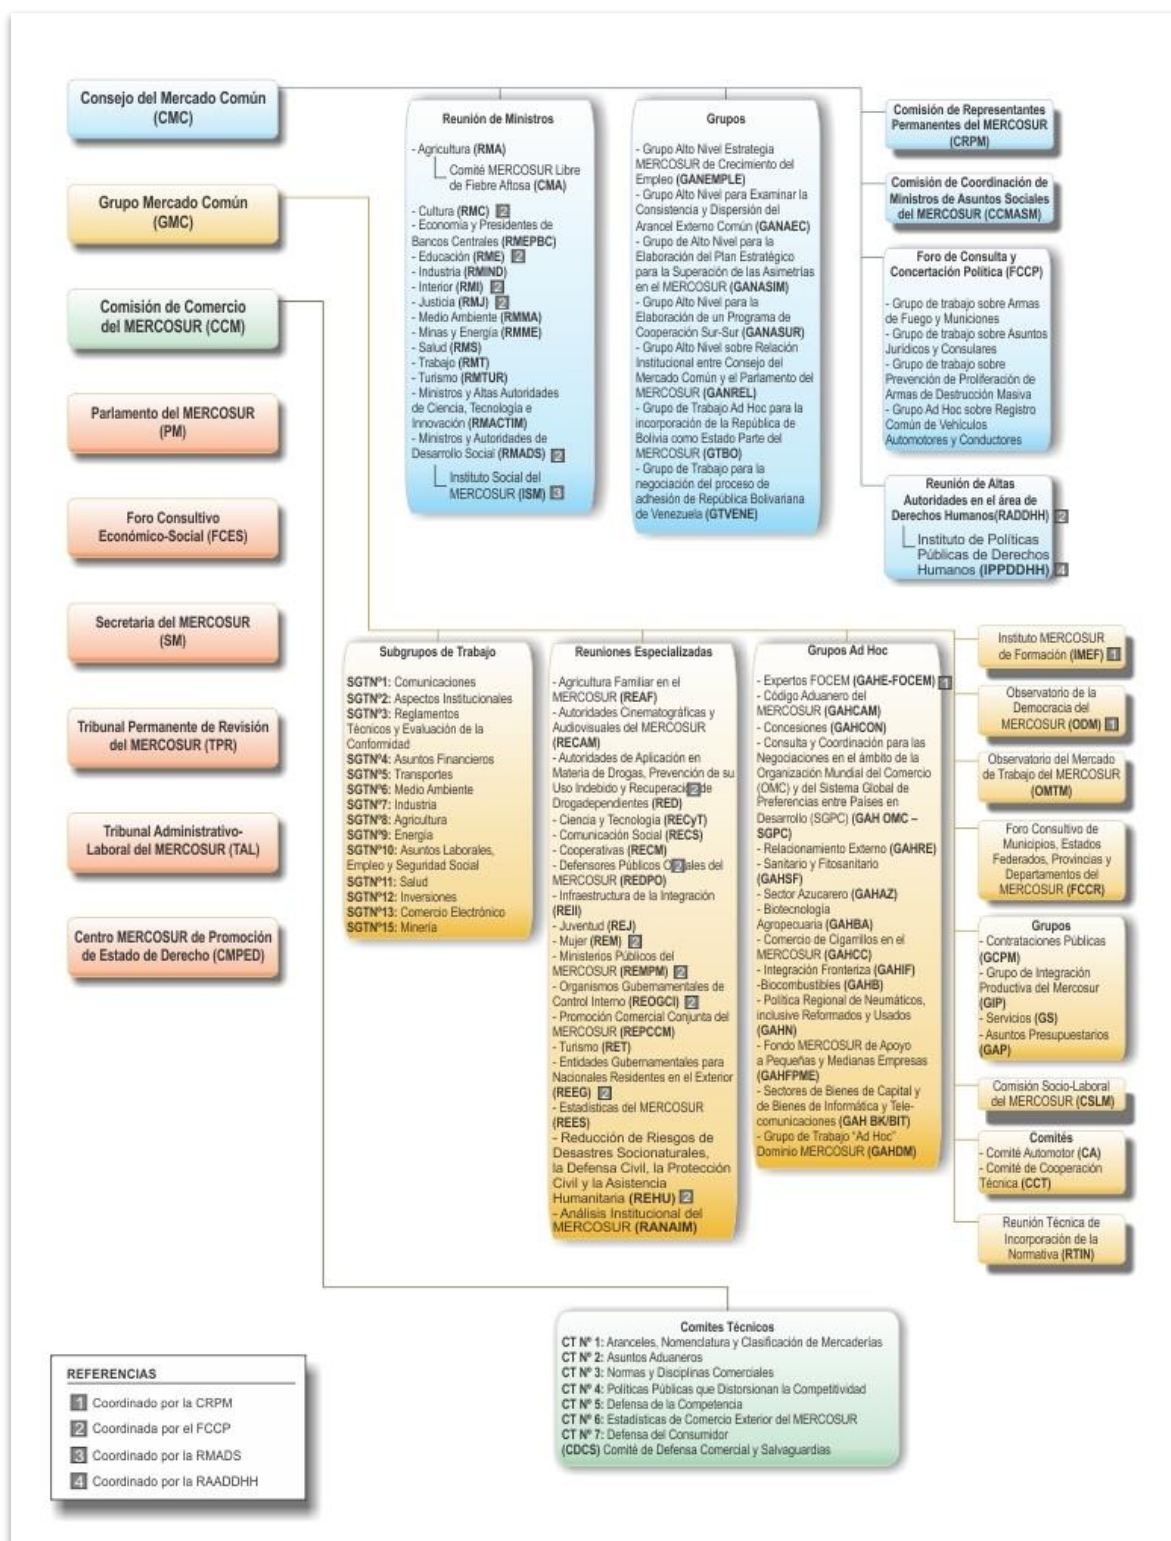 Consejo del Mercado Común
(CMC)
Grupo Mercado Común
(GMC)
Comisión de Comercio
del MERCOSUR (CCM)
Parlamento del MERCOSUR
(PM)
Foro Consultivo
Económico-Social (FCES)
Secretaria del MERCOSUR
(SM)
Tribunal Permanente de Revisión
del MERCOSUR (TPR)
Tribunal Administrativo-
Laboral del MERCOSUR (TAL)
Centro MERCOSUR de Promoción
de Estado de Derecho (CMPED)
Reunión de Ministros
- Agricultura (RMA)
Comité MERCOSUR Libre
de Fiebre Aftosa (CMA)
- Cultura (RMC) 2
- Economía y Presidentes de
Bancos Centrales (RMEPBC)
- Educación (RME) 2
- Industria (RMIND)
- Interior (RMI) 2
- Justicia (RMJ) 2
- Medio Ambiente (RMMA)
- Minas y Energía (RMME)
- Salud (RMS)
- Trabajo (RMT)
- Turismo (RMTUR)
- Ministros y Altas Autoridades
de Ciencia, Tecnología e
Innovación (RMACTIM)
- Ministros y Autoridades de
Desarrollo Social (RMADS) 2
Instituto Social del
MERCOSUR (ISM) 3
Grupos
- Grupo Alto Nivel Estrategia
MERCOSUR de Crecimiento del
Empleo (GANEMPLE)
- Grupo Alto Nivel para Examinar la
Consistencia y Dispersión del
Arancel Externo Común (GANAEC)
- Grupo de Alto Nivel para la
Elaboración del Plan Estratégico
para la Superación de las Asimetrías
en el MERCOSUR (GANASIM)
- Grupo Alto Nivel para la
Elaboración de un Programa de
Cooperación Sur-Sur (GANASUR)
- Grupo Alto Nivel sobre Relación
Institucional entre Consejo del
Mercado Común y el Parlamento del
MERCOSUR (GANREL)
- Grupo de Trabajo Ad Hoc para la
incorporación de la República de
Bolivia como Estado Parte del
MERCOSUR (GTBO)
- Grupo de Trabajo para la
negociación del proceso de
adhesión de República Bolivariana
de Venezuela (GTVENE)
Comisión de Representantes
Permanentes del MERCOSUR
(CRPM)
Comisión de Coordinación de
Ministros de Asuntos Sociales
del MERCOSUR (CCMASM)
Foro de Consulta y
Concertación Política (FCCP)
- Grupo de trabajo sobre Armas
de Fuego y Municiones
- Grupo de trabajo sobre Asuntos
Jurídicos y Consulares
- Grupo de trabajo sobre
Prevención de Proliferación de
Armas de Destrucción Masiva
- Grupo Ad Hoc sobre Registro
Común de Vehículos
Automotores y Conductores
Reunión de Altas
Autoridades en el área de
Derechos Humanos(RADDHH) 2
Instituto de Políticas
Públicas de Derechos
Humanos (IPPDDHH) 4
Subgrupos de Trabajo
SGTNº1: Comunicaciones
SGTNº2: Aspectos Institucionales
SGTNº3: Reglamentos
Técnicos y Evaluación de la
Conformidad
SGTNº4: Asuntos Financieros
SGTNº5: Transportes
SGTNº6: Medio Ambiente
SGTNº7: Industria
SGTNº8: Agricultura
SGTNº9: Energía
SGTNº10: Asuntos Laborales,
Empleo y Seguridad Social
SGTNº11: Salud
SGTNº12: Inversiones
SGTNº13: Comercio Electrónico
SGTNº15: Minería
Reuniones Especializadas
- Agricultura Familiar en el
MERCOSUR (REAF)
- Autoridades Cinematográficas y
Audiovisuales del MERCOSUR
(RECAM)
- Autoridades de Aplicación en
Materia de Drogas, Prevención de su
Uso Indebido y 2 de
Drogadependientes (RED)
- Ciencia y Tecnología (RECyT)
- Comunicación Social (RECS)
- Cooperativas (RECM)
- Defensores Públicos 2 del
MERCOSUR (REDPO)
- Infraestructura de la Integración
(REII)
- Juventud (REJ)
- Mujer (REM) 2
- Ministerios Públicos del
MERCOSUR (REMPM) 2
- Organismos Gubernamentales de
Control Interno (REOGCI) 2
- Promoción Comercial Conjunta del
MERCOSUR (REPCCM)
- Turismo (RET)
- Entidades Gubernamentales para
Nacionales Residentes en el Exterior
(REEG) 2
- Estadísticas del MERCOSUR
(REES)
- Reducción de Riesgos de
Desastres Socionaturales,
la Defensa Civil, la Protección
Civil y la Asistencia
Humanitaria (REHU) 2
- Análisis Institucional del
MERCOSUR (RANAIM)
Grupos Ad Hoc
- Expertos FOCEM (GAHE-FOCEM) 1
- Código Aduanero del
MERCOSUR (GAHCAM)
- Concesiones (GAHCON)
- Consulta y Coordinación para las
Negociaciones en el ámbito de la
Organización Mundial del Comercio
(OMC) y del Sistema Global de
Preferencias entre Países en
Desarrollo (SGPC) (GAH OMC –
SGPC)
- Relacionamiento Externo (GAHRE)
- Sanitario y Fitosanitario
(GAHSF)
- Sector Azucarero (GAHAZ)
- Biotecnología
Agropecuaria (GAHBA)
- Comercio de Cigarrillos en el
MERCOSUR (GAHCC)
- Integración Fronteriza (GAHIF)
-Biocombustibles (GAHB)
- Política Regional de Neumáticos,
inclusive Reformados y Usados
(GAHN)
- Fondo MERCOSUR de Apoyo
a Pequeñas y Medianas Empresas
(GAHFPME)
- Sectores de Bienes de Capital y
de Bienes de Informática y Tele-
comunicaciones (GAH BK/BIT)
- Grupo de Trabajo "Ad Hoc"
Dominio MERCOSUR (GAHDM)
Instituto MERCOSUR
de Formación (IMEF) 1
Observatorio de la
Democracia del
MERCOSUR (ODM) 1
Observatorio del Mercado
de Trabajo del MERCOSUR
(OMTM)
Foro Consultivo de
Municipios, Estados
Federados, Provincias y
Departamentos del
MERCOSUR (FCCR)
Grupos
- Contrataciones Públicas
(GCPM)
- Grupo de Integración
Productiva del Mercosur
(GIP)
- Servicios (GS)
- Asuntos Presupuestarios
(GAP)
Comisión Socio-Laboral
del MERCOSUR (CSLM)
Comités
- Comité Automotor (CA)
- Comité de Cooperación
Técnica (CCT)
Reunión Técnica de
Incorporación de la
Normativa (RTIN)
Comites Técnicos
CT Nº 1: Aranceles, Nomenclatura y Clasificación de Mercaderías
CT Nº 2: Asuntos Aduaneros
CT Nº 3: Normas y Disciplinas Comerciales
CT Nº 4: Políticas Públicas que Distorsionan la Competitividad
CT Nº 5: Defensa de la Competencia
CT Nº 6: Estadísticas de Comercio Exterior del MERCOSUR
CT Nº 7: Defensa del Consumidor
(CDCS) Comité de Defensa Comercial y Salvaguardias
REFERENCIAS
1 Coordinado por la CRPM
2 Coordinada por el FCCP
3 Coordinado por la RMADS
4 Coordinado por la RAADDHH